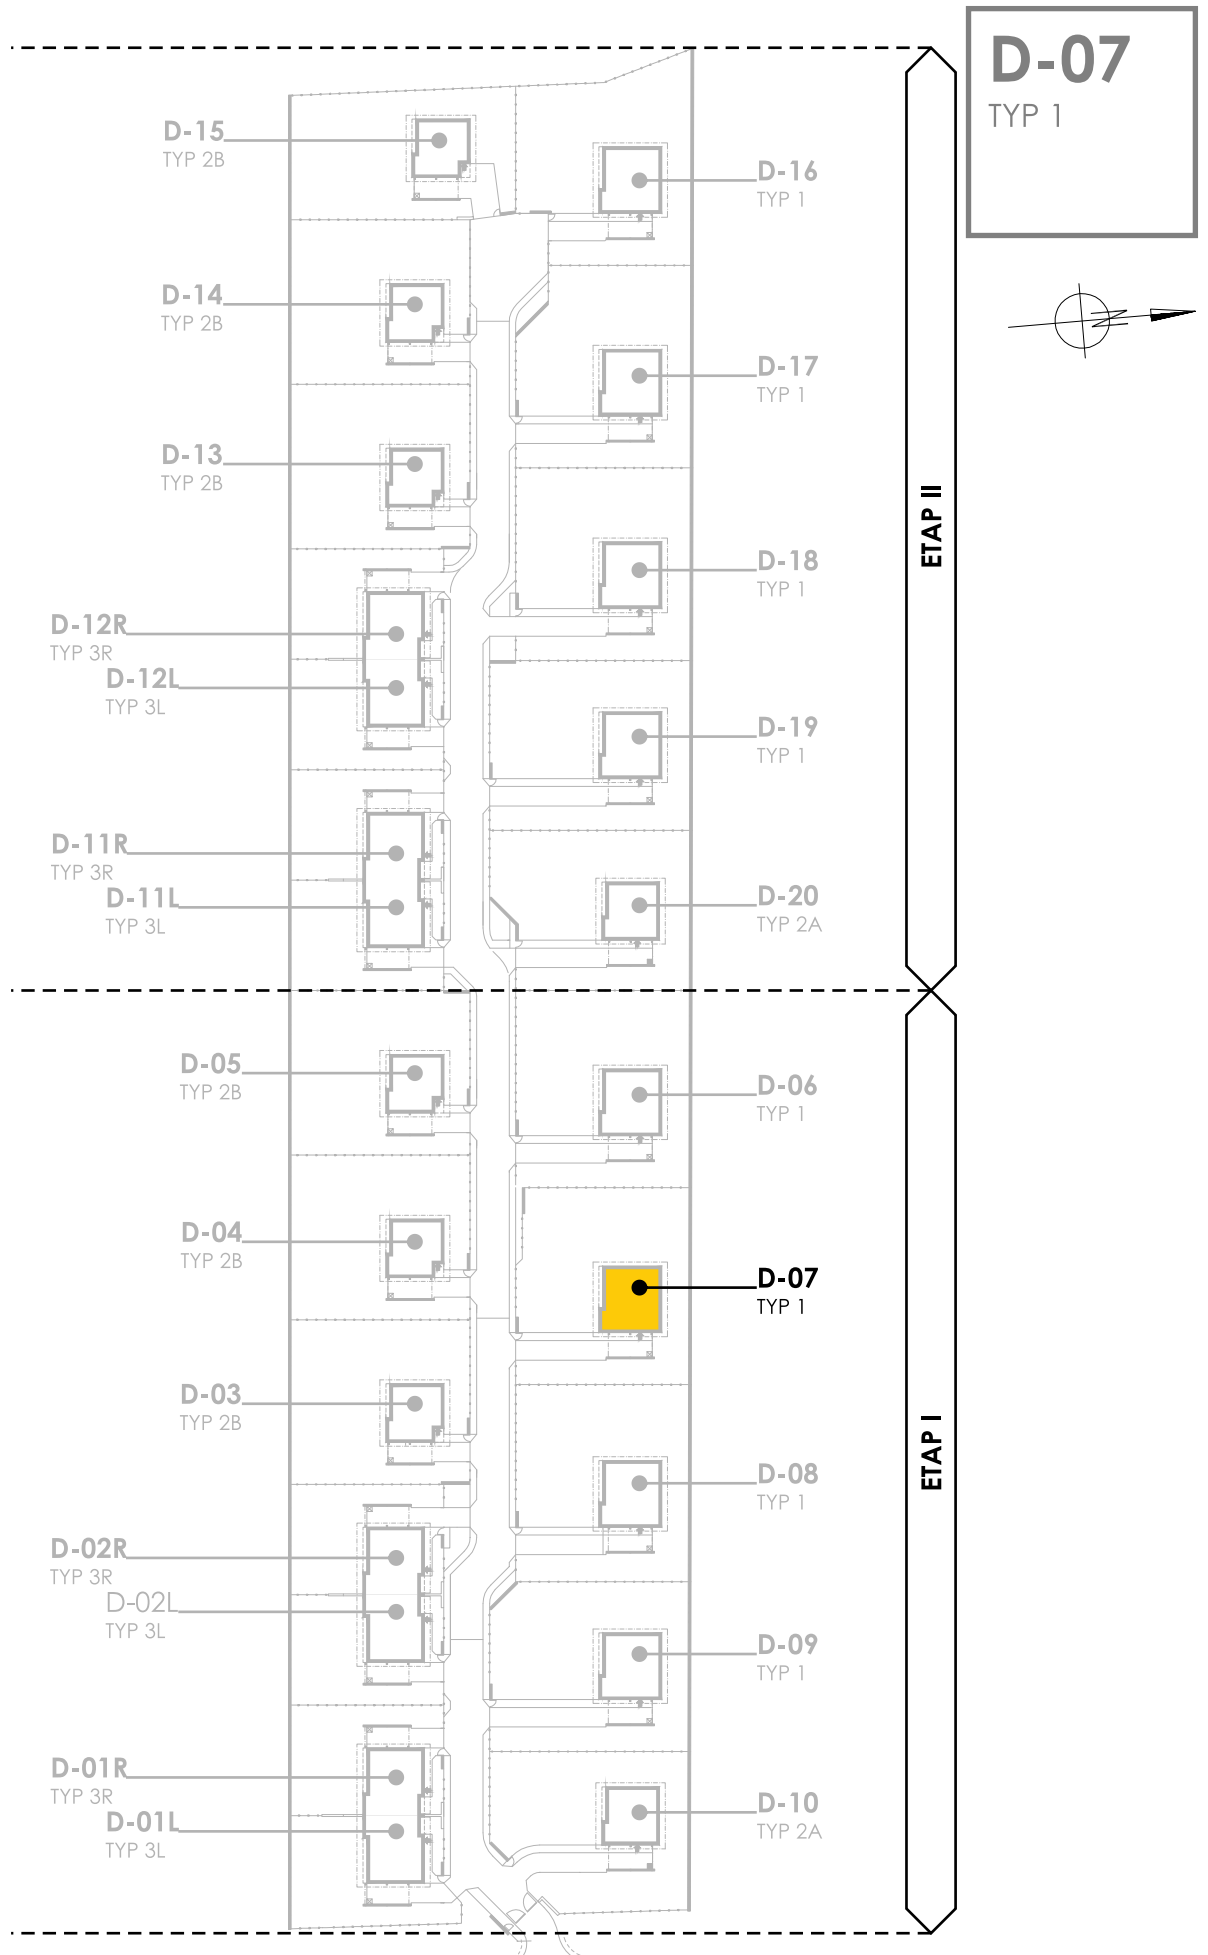 D-07
TYP 1
D-15
TYP 2B
D-16
TYP 1
D-14
TYP 2B
D-17
TYP 1
D-13
TYP 2B
D-18
TYP 1
D-12R
TYP 3R
D-12L
TYP 3L
D-19
TYP 1
D-11R
TYP 3R
D-11L
TYP 3L
D-20
TYP 2A
ETAP II
D-05
TYP 2B
D-06
TYP 1
D-04
TYP 2B
D-07
TYP 1
D-03
TYP 2B
D-08
TYP 1
D-02R
TYP 3R
D-02L
TYP 3L
D-09
TYP 1
D-01R
TYP 3R
D-01L
TYP 3L
D-10
TYP 2A
ETAP I
N